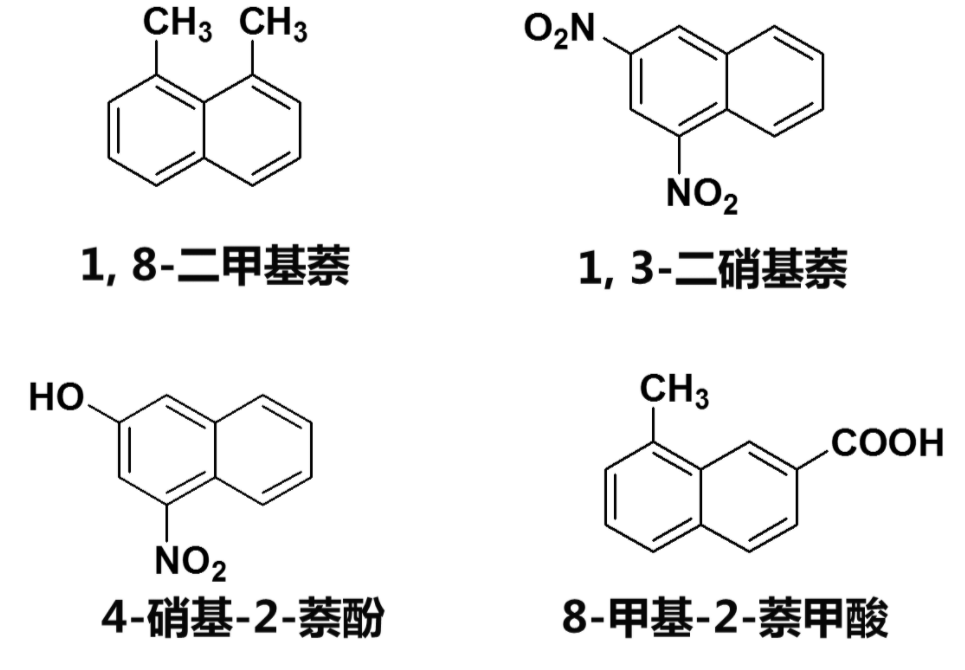 CH3 CH3
1, 8-二甲基萘
O2N
NO2
1, 3-二硝基萘
HO
NO2
4-硝基-2-萘酚
CH3
COOH
8-甲基-2-萘甲酸